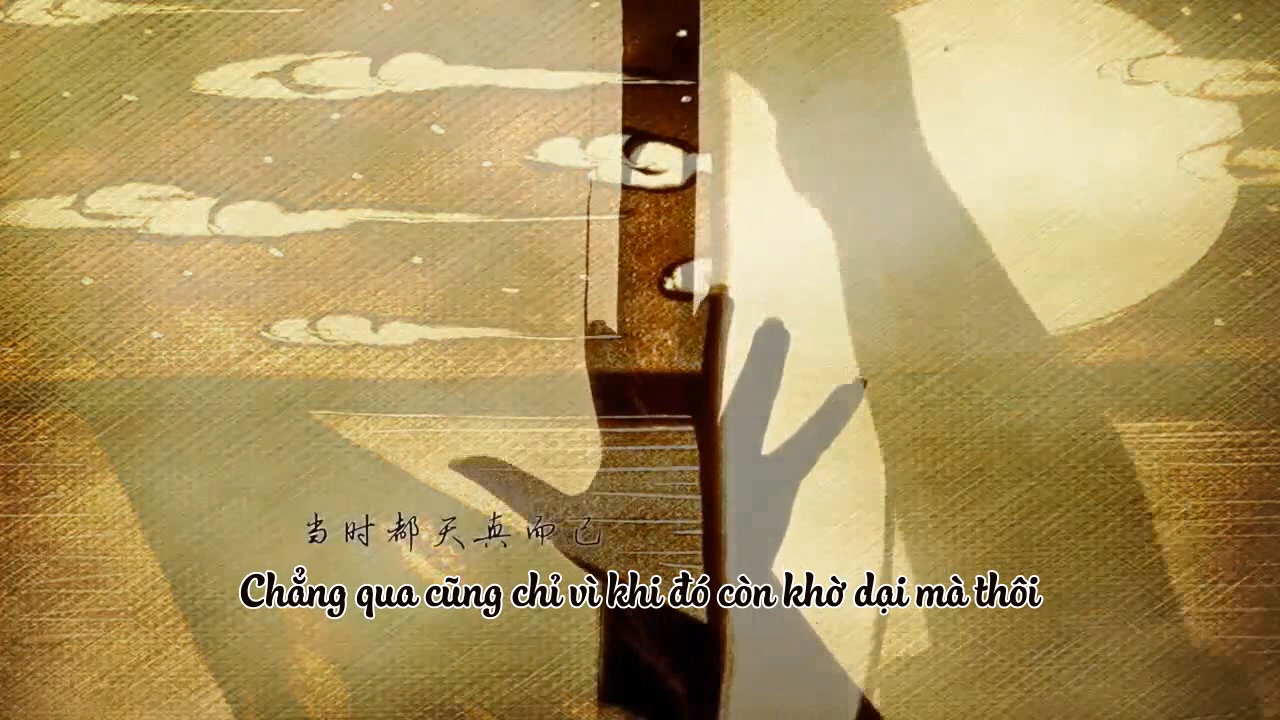 当时都天真而已
Chẳng qua cũng chỉ vì khi đó còn khờ dại mà thôi